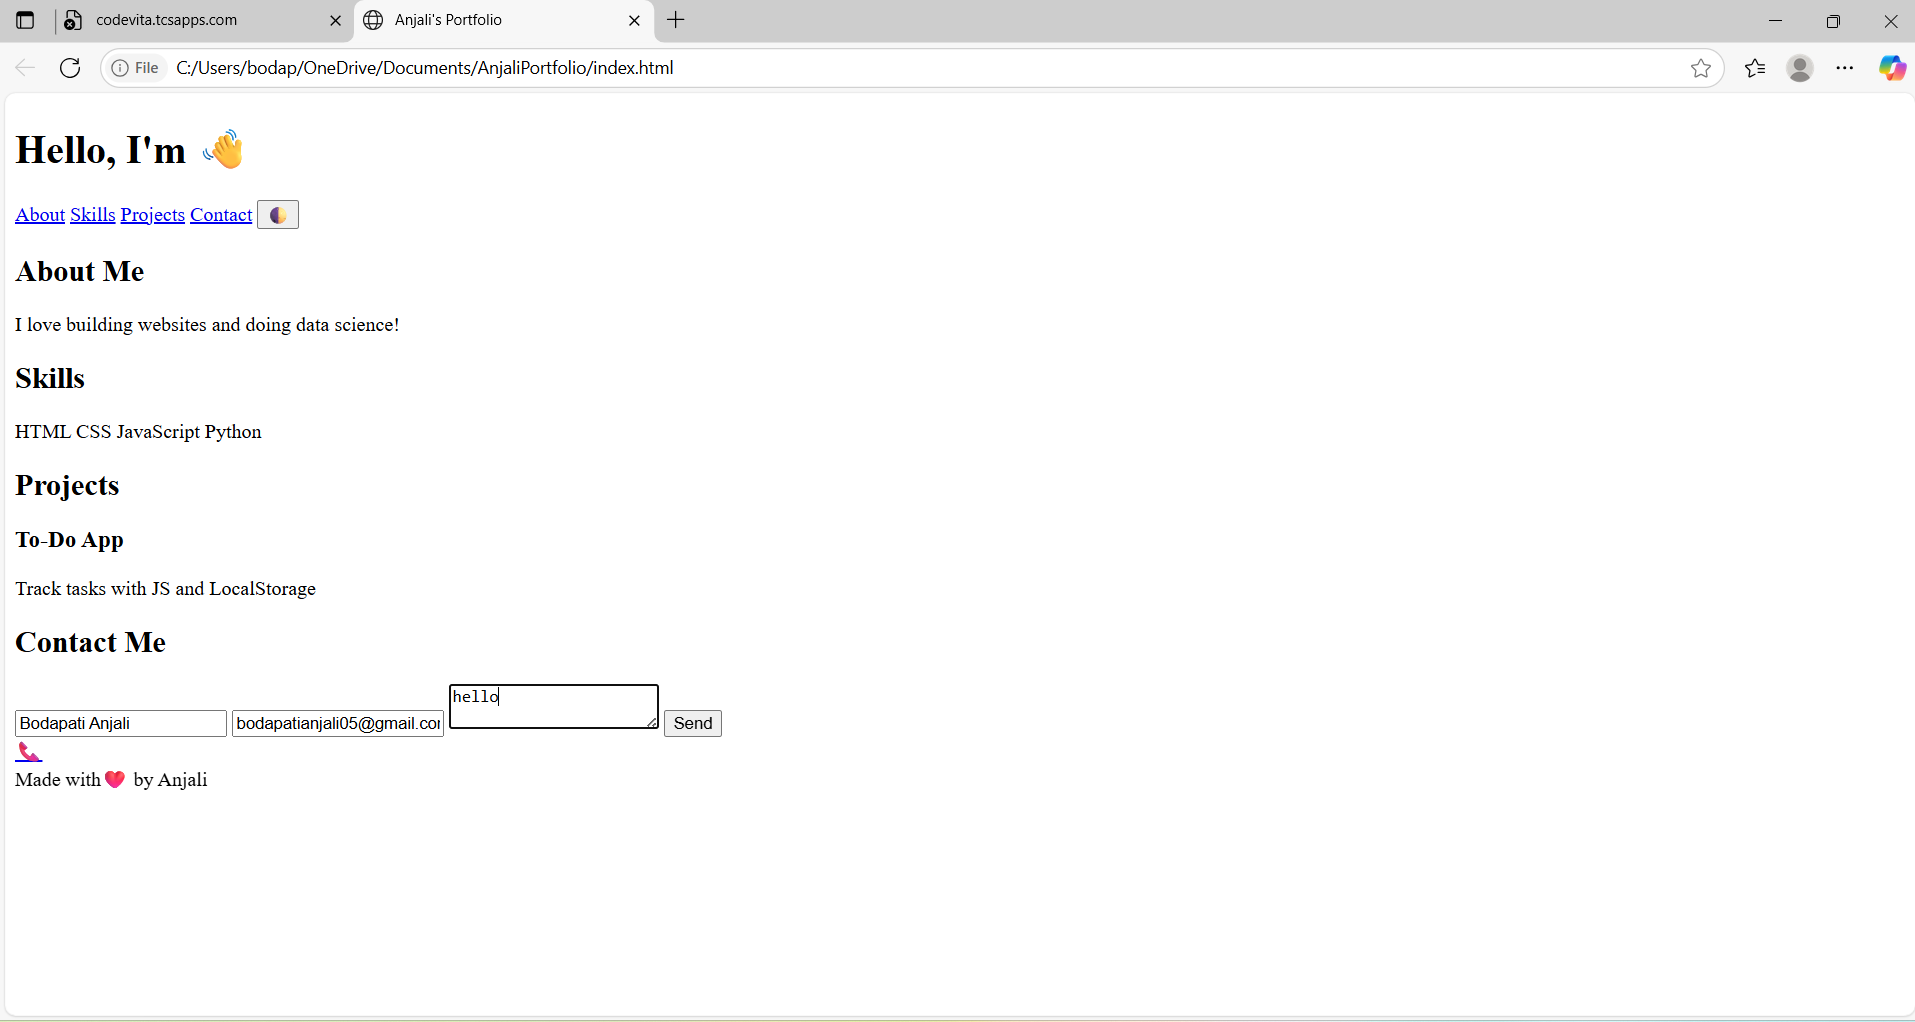 codevita.tcsapps.com
Anjali's Portfolio
File
C:/Users/bodap/OneDrive/Documents/AnjaliPortfolio/index.html
Hello, I'm 👋
About Skills Projects Contact 🌓
About Me
I love building websites and doing data science!
Skills
HTML CSS JavaScript Python
Projects
To-Do App
Track tasks with JS and LocalStorage
Contact Me
hello
Bodapati Anjali bodapatianjali05@gmail.cor Send
📞
Made with ❤️ by Anjali